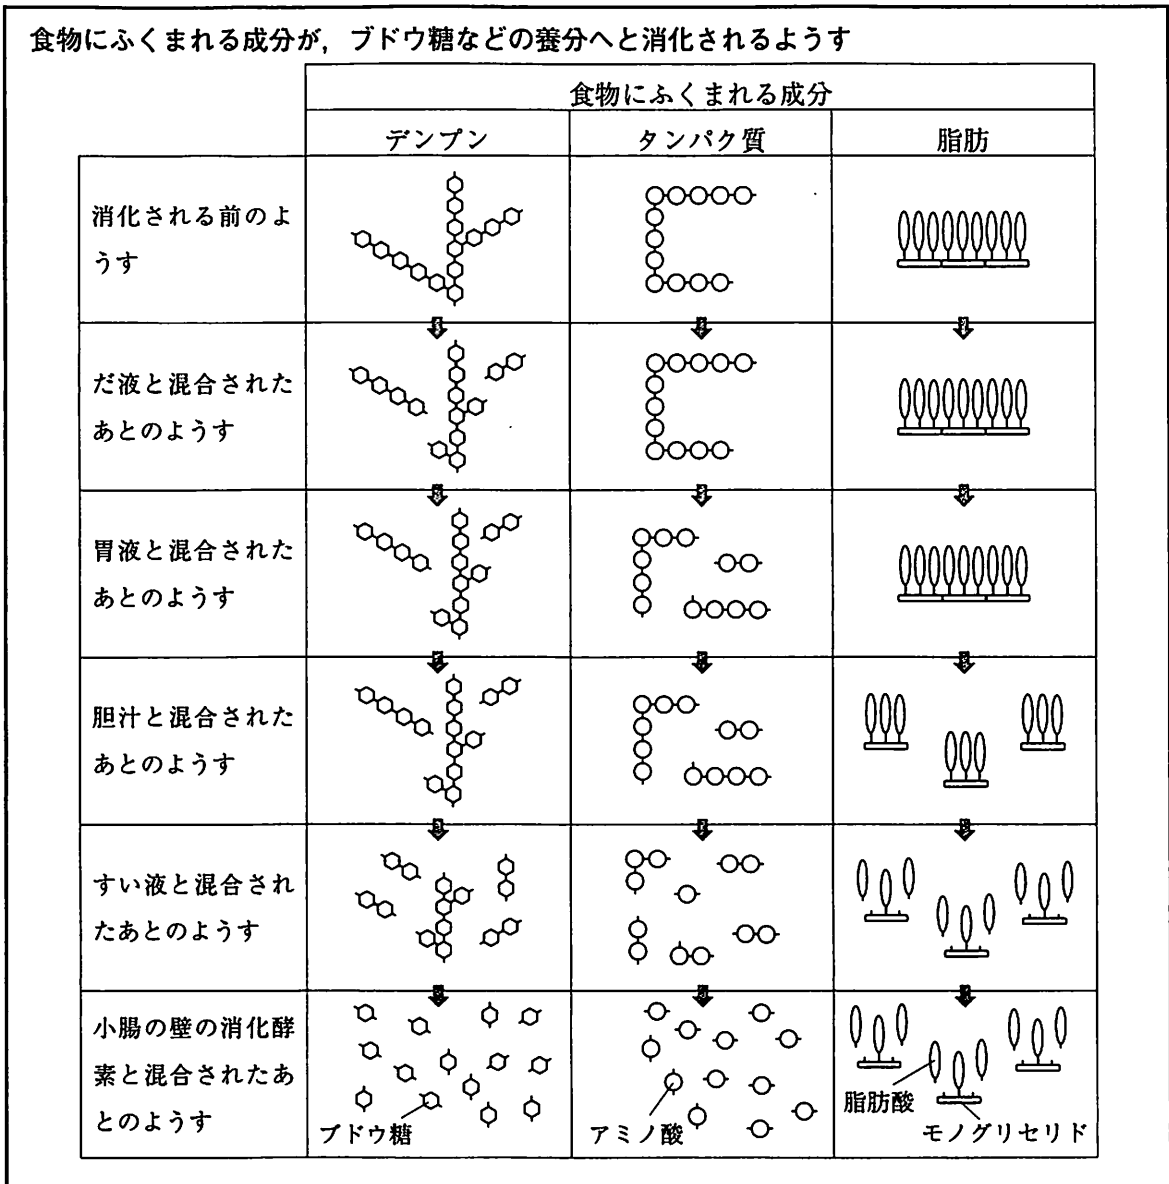 食物にふくまれる成分が，ブドウ糖などの養分へと消化されるようす
食物にふくまれる成分
デンプン
タンパク質
脂肪
消化される前のよ
うす
だ液と混合された
あとのようす
胃液と混合された
あとのようす
胆汁と混合された
あとのようす
すい液と混合され
たあとのようす
小腸の壁の消化酵
素と混合されたあ
とのようす
ブドウ糖
アミノ酸
脂肪酸
モノグリセリド